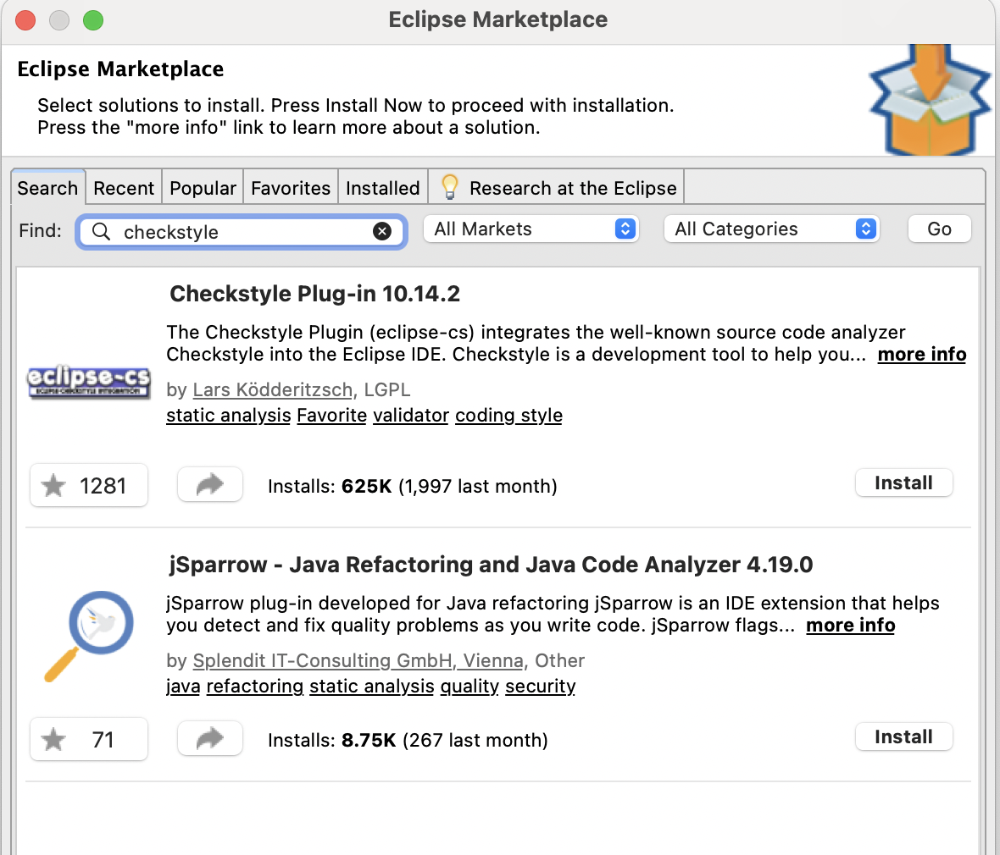 Eclipse Marketplace
Eclipse Marketplace
Select solutions to install. Press Install Now to proceed with installation.
Press the "more info" link to learn more about a solution.
Search Recent Popular Favorites Installed Research at the Eclipse
Find: checkstyle All Markets All Categories Go
Checkstyle Plug-in 10.14.2
The Checkstyle Plugin (eclipse-cs) integrates the well-known source code analyzer
Checkstyle into the Eclipse IDE. Checkstyle is a development tool to help you... more info
eclipse-cs
ECLIPSE CHECKSTYLE INTEGRATION
by Lars Ködderitzsch, LGPL
static analysis Favorite validator coding style
1281 Installs: 625K (1,997 last month) Install
jSparrow - Java Refactoring and Java Code Analyzer 4.19.0
jSparrow plug-in developed for Java refactoring jSparrow is an IDE extension that helps
you detect and fix quality problems as you write code. jSparrow flags... more info
by Splendit IT-Consulting GmbH, Vienna, Other
java refactoring static analysis quality security
71 Installs: 8.75K (267 last month) Install